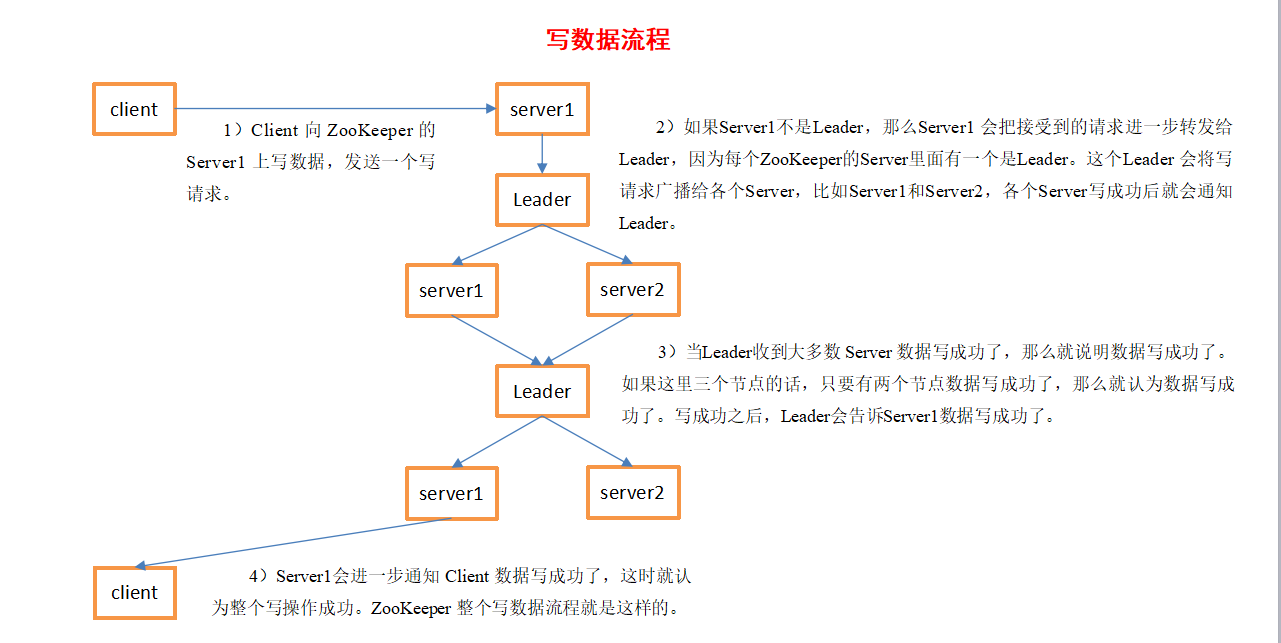 写数据流程
client
server1
1）Client 向 ZooKeeper 的
Server1 上写数据，发送一个写
请求。
2）如果Server1不是Leader，那么Server1 会把接受到的请求进一步转发给
Leader，因为每个ZooKeeper的Server里面有一个是Leader。这个Leader 会将写
请求广播给各个Server，比如Server1和Server2，各个Server写成功后就会通知
Leader。
Leader
server1
server2
3）当Leader收到大多数 Server 数据写成功了，那么就说明数据写成功了。
如果这里三个节点的话，只要有两个节点数据写成功了，那么就认为数据写成
功了。写成功之后，Leader会告诉Server1数据写成功了。
Leader
server1
server2
client
4）Server1会进一步通知 Client 数据写成功了，这时就认
为整个写操作成功。ZooKeeper 整个写数据流程就是这样的。